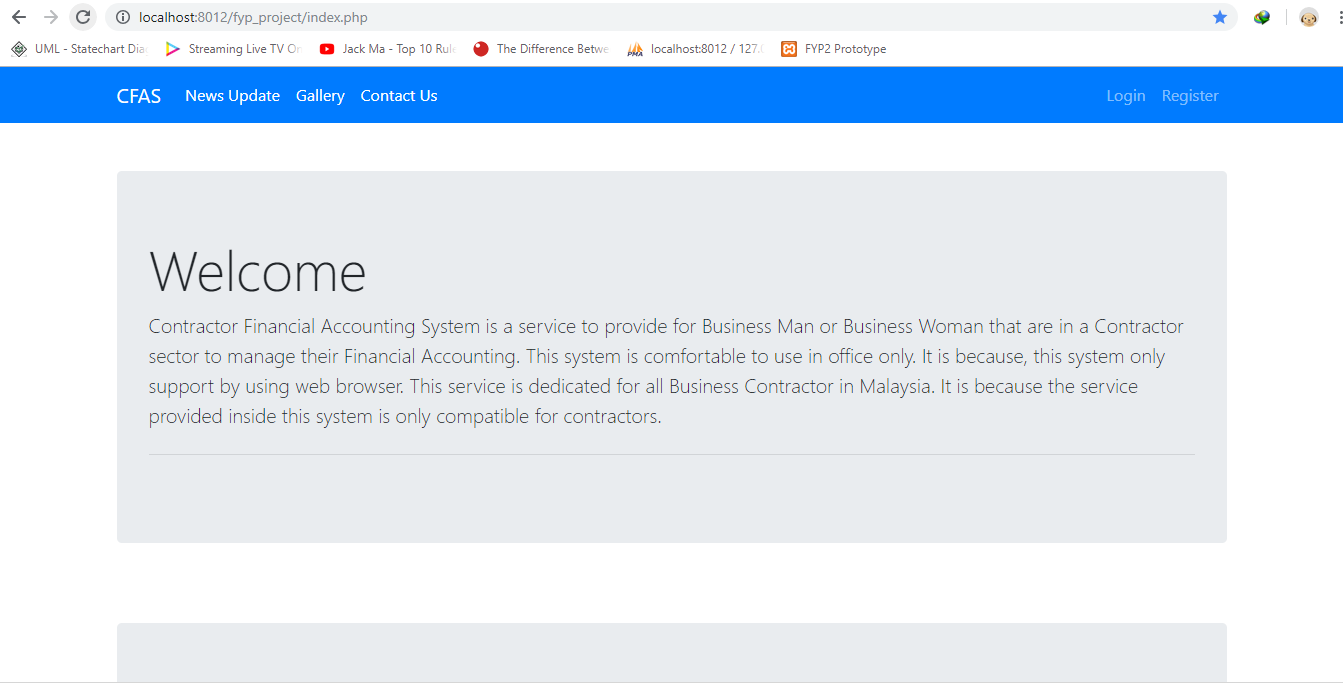 localhost:8012/fyp_project/index.php
UML - Statechart Dia Streaming Live TV On Jack Ma - Top 10 Rule The Difference Betwe localhost:8012 / 127. FYP2 Prototype
CFAS News Update Gallery Contact Us Login Register
Welcome
Contractor Financial Accounting System is a service to provide for Business Man or Business Woman that are in a Contractor
sector to manage their Financial Accounting. This system is comfortable to use in office only. It is because, this system only
support by using web browser. This service is dedicated for all Business Contractor in Malaysia. It is because the service
provided inside this system is only compatible for contractors.